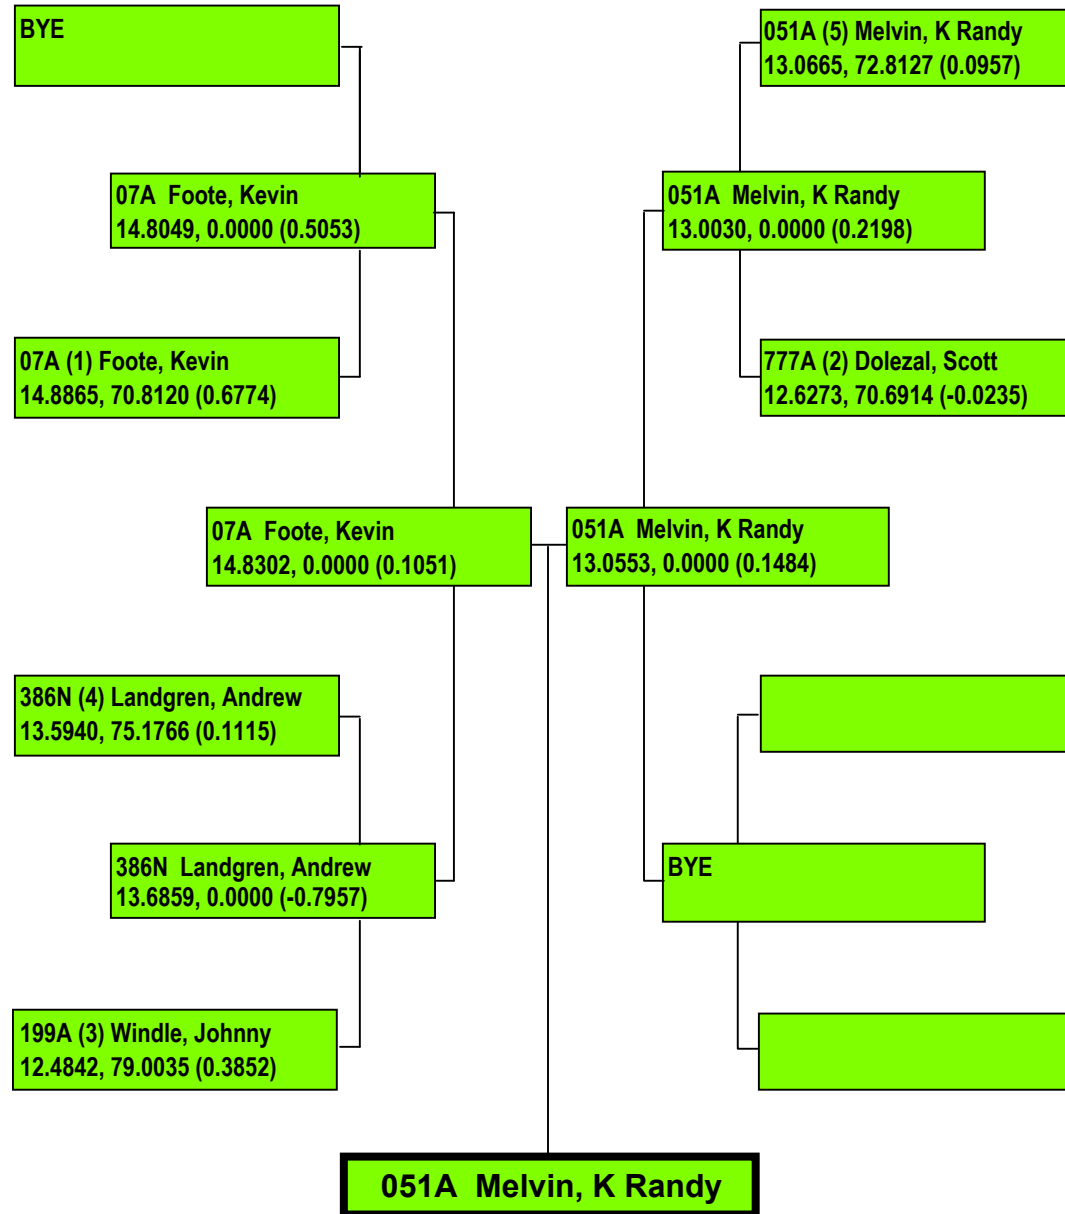 BYE
051A (5) Melvin, K Randy
13.0665, 72.8127 (0.0957)
07A  Foote, Kevin
14.8049, 0.0000 (0.5053)
051A  Melvin, K Randy
13.0030, 0.0000 (0.2198)
07A (1) Foote, Kevin
14.8865, 70.8120 (0.6774)
777A (2) Dolezal, Scott
12.6273, 70.6914 (-0.0235)
07A  Foote, Kevin
14.8302, 0.0000 (0.1051)
051A  Melvin, K Randy
13.0553, 0.0000 (0.1484)
386N (4) Landgren, Andrew
13.5940, 75.1766 (0.1115)
386N  Landgren, Andrew
13.6859, 0.0000 (-0.7957)
BYE
199A (3) Windle, Johnny
12.4842, 79.0035 (0.3852)
051A  Melvin, K Randy